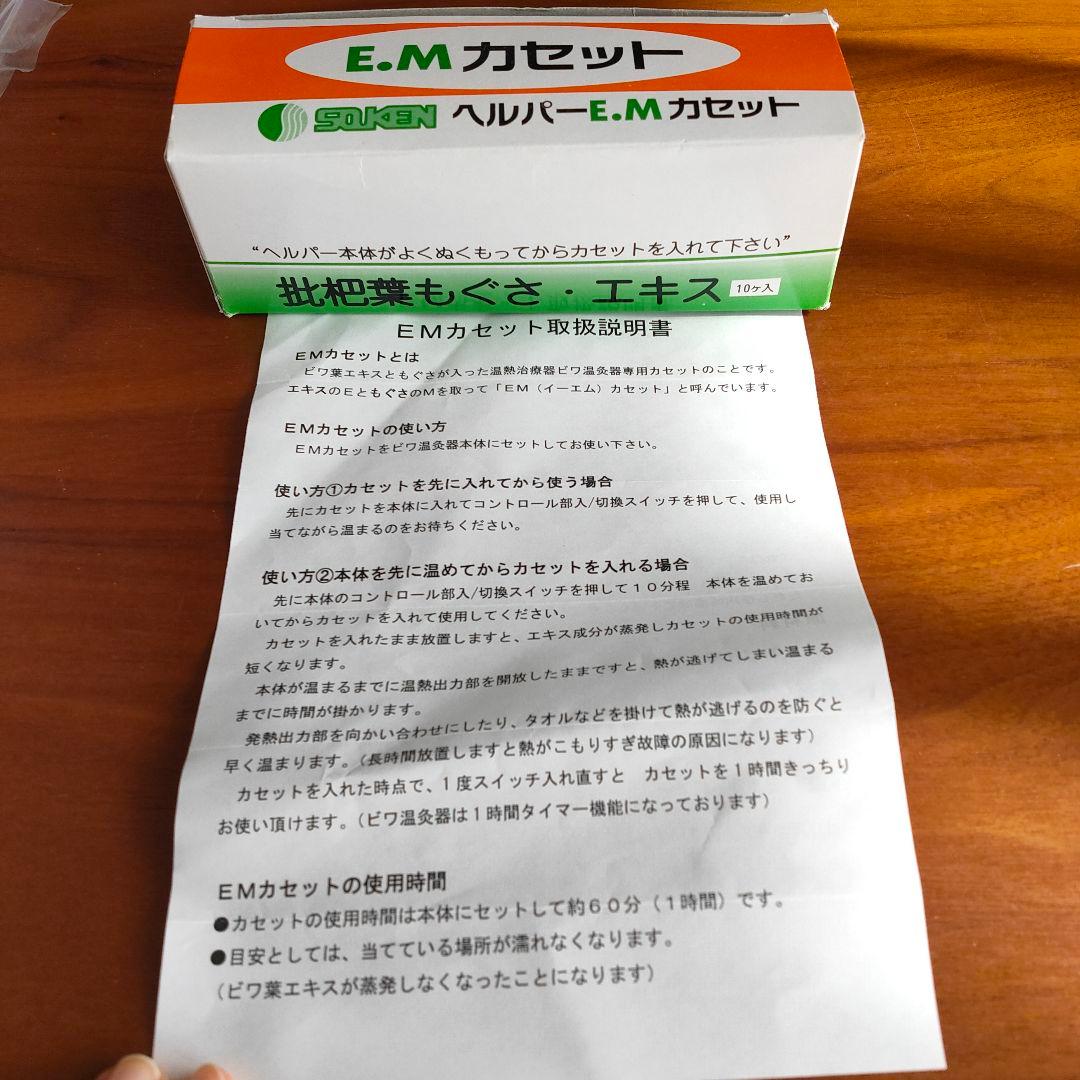 E.Mカセット
SOKEN ヘルパーE.Mカセット
“ヘルパー本体がよくぬくもってからカセットを入れて下さい”
批杷葉もぐさ・エキス 10ケ入
EMカセット取扱説明書
EMカセットとは
ビワ葉エキスともぐさが入った温熱治療器ビワ温灸器専用カセットのことです。
エキスのEともぐさのMを取って「EM（イーエム）カセット」と呼んでいます。
EMカセットの使い方
EMカセットをビワ温灸器本体にセットしてお使い下さい。
使い方①カセットを先に入れてから使う場合
先にカセットを本体に入れてコントロール部入/切換スイッチを押して、使用し
当てながら温まるのをお待ちください。
使い方②本体を先に温めてからカセットを入れる場合
先に本体のコントロール部入/切換スイッチを押して１０分程　本体を温めてお
いてからカセットを入れて使用してください。
カセットを入れたまま放置しますと、エキス成分が蒸発しカセットの使用時間が
短くなります。
本体が温まるまでに温熱出力部を開放したままですと、熱が逃げてしまい温まる
までに時間が掛かります。
発熱出力部を向かい合わせにしたり、タオルなどを掛けて熱が逃げるのを防ぐと
早く温まります。（長時間放置しますと熱がこもりすぎ故障の原因になります）
カセットを入れた時点で、１度スイッチ入れ直すと　カセットを１時間きっちり
お使い頂けます。（ビワ温灸器は１時間タイマー機能になっております）
EMカセットの使用時間
●カセットの使用時間は本体にセットして約６０分（１時間）です。
●目安としては、当てている場所が濡れなくなります。
（ビワ葉エキスが蒸発しなくなったことになります）